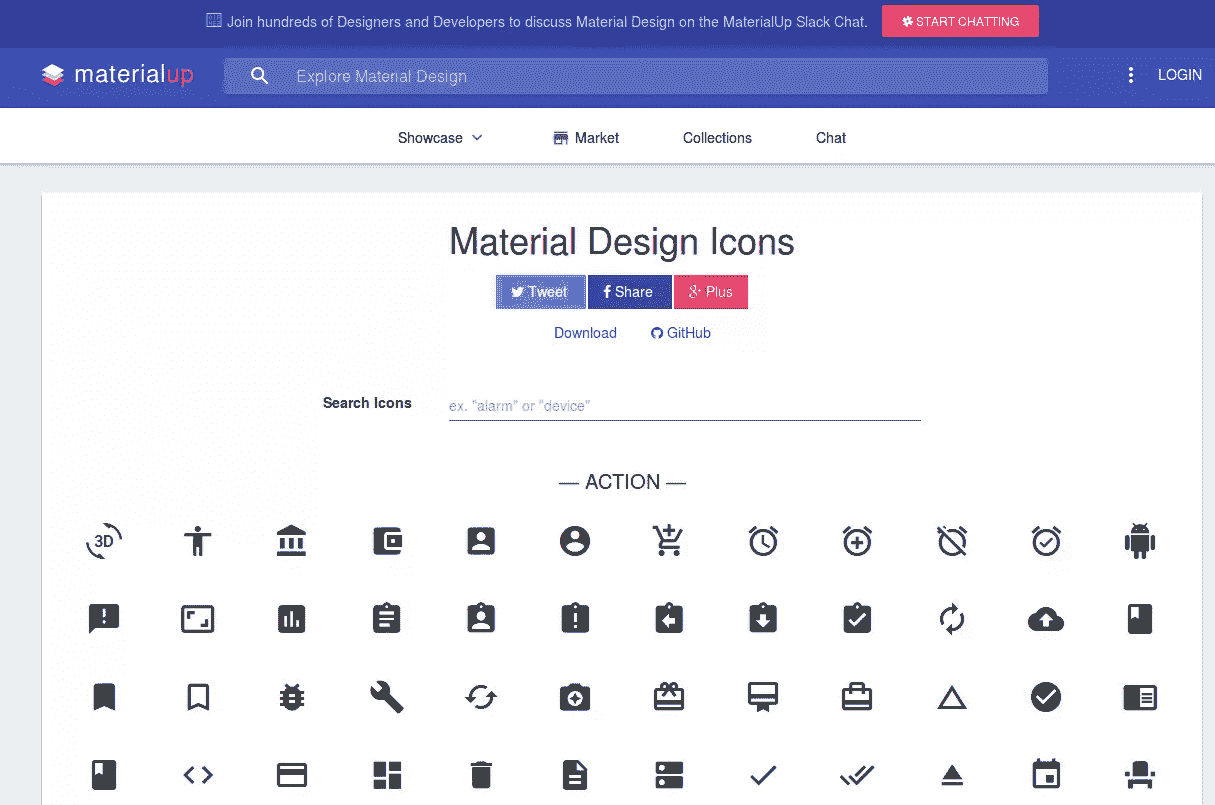 Join hundreds of Designers and Developers to discuss Material Design on the MaterialUp Slack Chat. START CHATTING
materialup Explore Material Design LOGIN
Showcase Market Collections Chat
Material Design Icons
Tweet Share Plus
Download GitHub
Search Icons ex. "alarm" or "device"
— ACTION —
3D